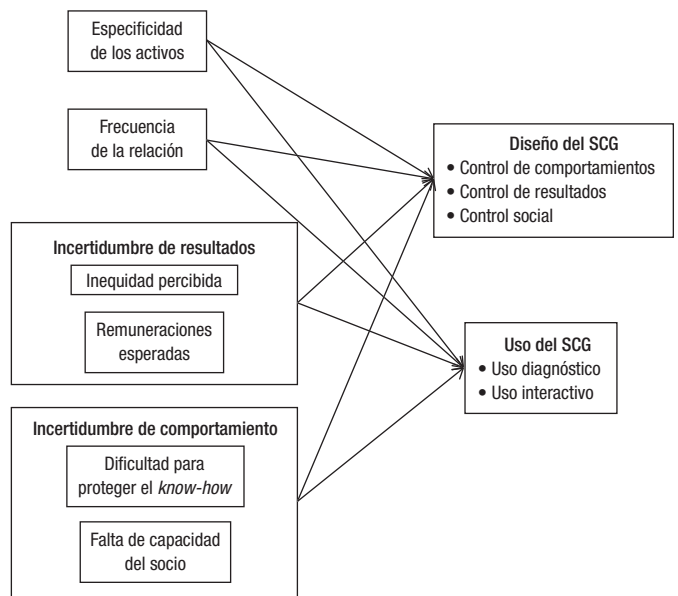 Especificidad
de los activos
Frecuencia
de la relación
Incertidumbre de resultados
Inequidad percibida
Remuneraciones
esperadas
Incertidumbre de comportamiento
Dificultad para
proteger el know-how
Falta de capacidad
del socio
Diseño del SCG
• Control de comportamientos
• Control de resultados
• Control social
Uso del SCG
• Uso diagnóstico
• Uso interactivo